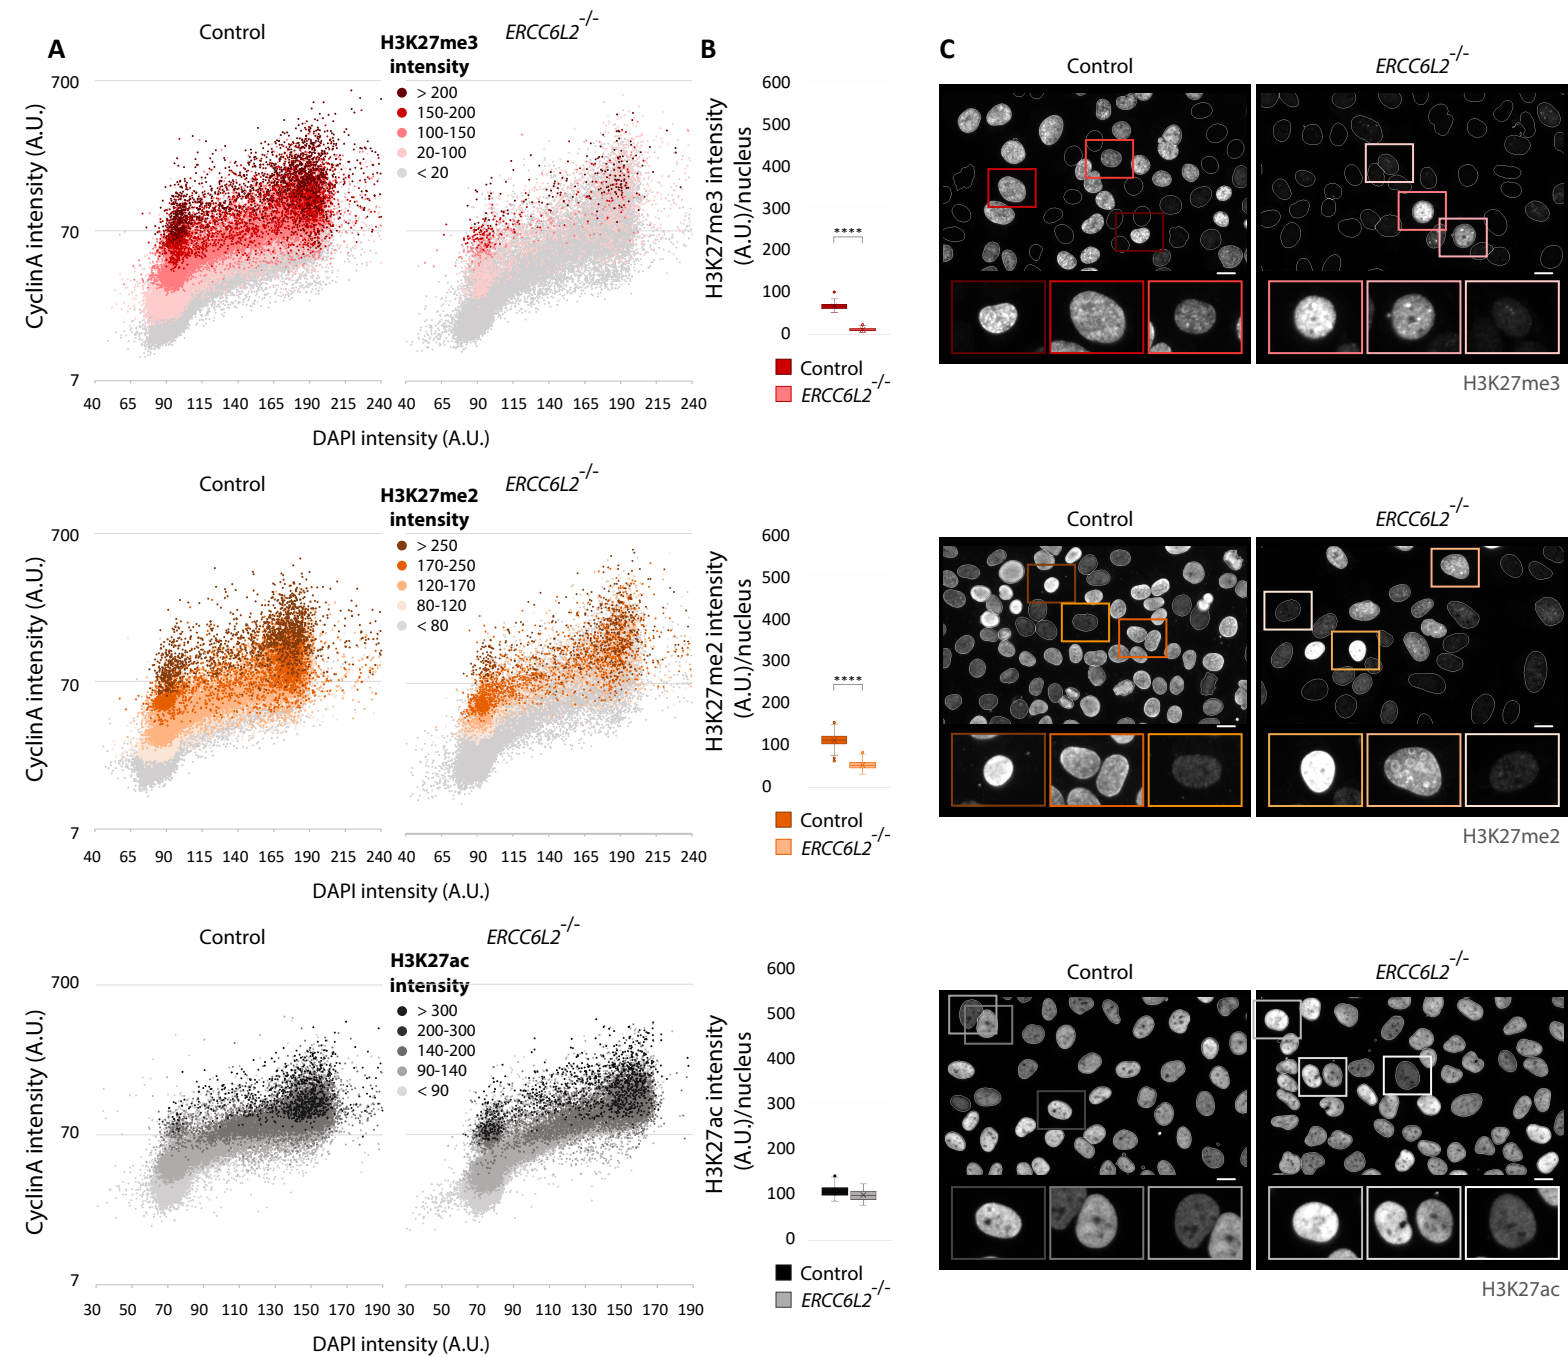 A
Control
ERCC6L2-/-
H3K27me3
intensity
> 200
150-200
100-150
20-100
< 20
CyclinA intensity (A.U.)
700
70
7
40 65 90 115 140 165 190 215 240
40 65 90 115 140 165 190 215 240
DAPI intensity (A.U.)
B
H3K27me3 intensity
(A.U.)/nucleus
600
500
400
300
200
100
0
****
Control
ERCC6L2-/-
C
Control
ERCC6L2-/-
H3K27me3
Control
ERCC6L2-/-
H3K27me2
intensity
> 250
170-250
120-170
80-120
< 80
CyclinA intensity (A.U.)
700
70
7
40 65 90 115 140 165 190 215 240
40 65 90 115 140 165 190 215 240
DAPI intensity (A.U.)
H3K27me2 intensity
(A.U.)/nucleus
600
500
400
300
200
100
0
****
Control
ERCC6L2-/-
Control
ERCC6L2-/-
H3K27me2
Control
ERCC6L2-/-
H3K27ac
intensity
> 300
200-300
140-200
90-140
< 90
CyclinA intensity (A.U.)
700
70
7
30 50 70 90 110 130 150 170 190
30 50 70 90 110 130 150 170 190
DAPI intensity (A.U.)
H3K27ac intensity
(A.U.)/nucleus
600
500
400
300
200
100
0
Control
ERCC6L2-/-
Control
ERCC6L2-/-
H3K27ac